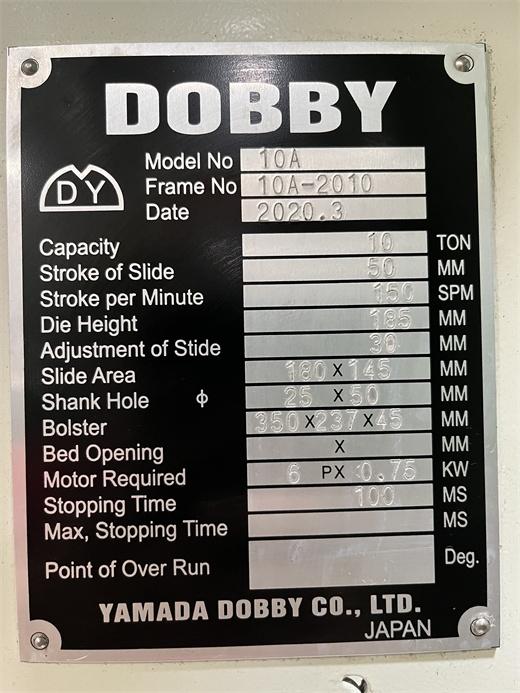 DOBBY
DY
Model No 10A
Frame No 10A-2010
Date 2020.3
Capacity 10 TON
Stroke of Slide 50 MM
Stroke per Minute 150 SPM
Die Height 185 MM
Adjustment of Stide 30 MM
Slide Area 180 X 145 MM
Shank Hole ϕ 25 X 50 MM
Bolster 350 X 237 X 45 MM
Bed Opening X MM
Motor Required 6 PX 0.75 KW
Stopping Time 100 MS
Max, Stopping Time MS
Point of Over Run Deg.
YAMADA DOBBY CO., LTD.
JAPAN